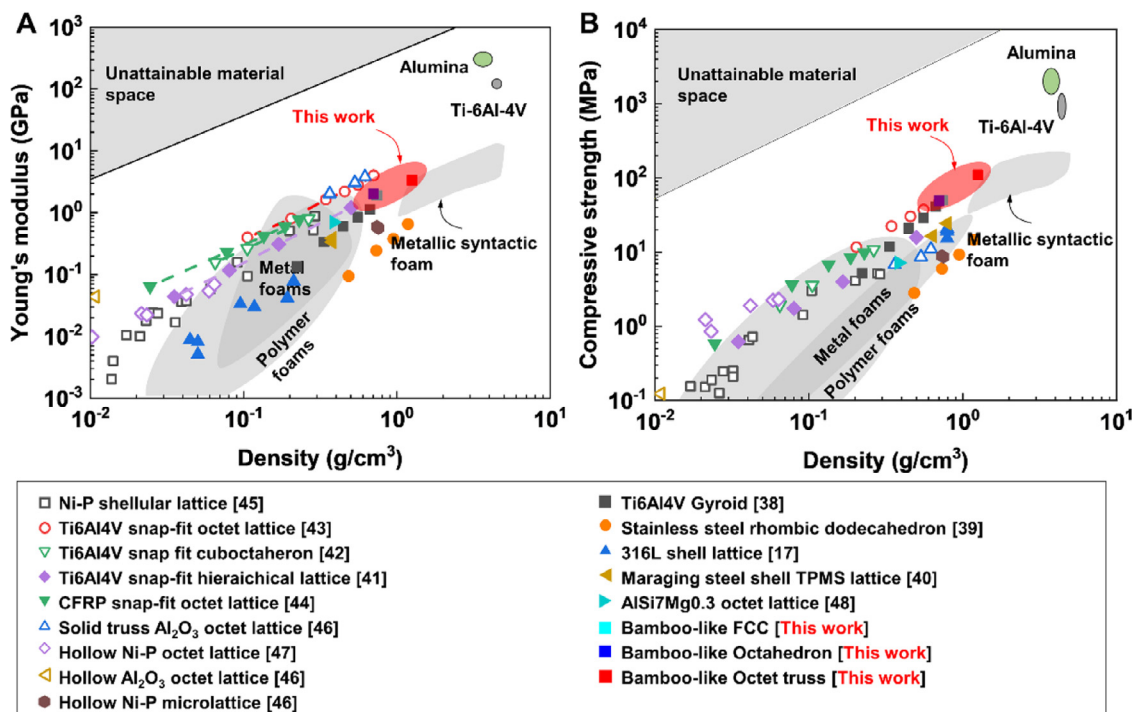 A
Young's modulus (GPa)
10³
10²
10¹
10⁰
10⁻¹
10⁻²
10⁻³
Unattainable material
space
Alumina
Ti-6Al-4V
This work
Metallic syntactic
foam
Metal
foams
Polymer
foams
10⁻²
10⁻¹
10⁰
10¹
Density (g/cm³)
B
Compressive strength (MPa)
10⁴
10³
10²
10¹
10⁰
10⁻¹
Unattainable material
space
Alumina
Ti-6Al-4V
This work
Metallic syntactic
foam
Metal foams
Polymer foams
10⁻²
10⁻¹
10⁰
10¹
Density (g/cm³)
Ni-P shellular lattice [45]
Ti6Al4V snap-fit octet lattice [43]
Ti6Al4V snap fit cuboctaheron [42]
Ti6Al4V snap-fit hieraichical lattice [41]
CFRP snap-fit octet lattice [44]
Solid truss Al₂O₃ octet lattice [46]
Hollow Ni-P octet lattice [47]
Hollow Al₂O₃ octet lattice [46]
Hollow Ni-P microlattice [46]
Ti6Al4V Gyroid [38]
Stainless steel rhombic dodecahedron [39]
316L shell lattice [17]
Maraging steel shell TPMS lattice [40]
AlSi7Mg0.3 octet lattice [48]
Bamboo-like FCC [This work]
Bamboo-like Octahedron [This work]
Bamboo-like Octet truss [This work]